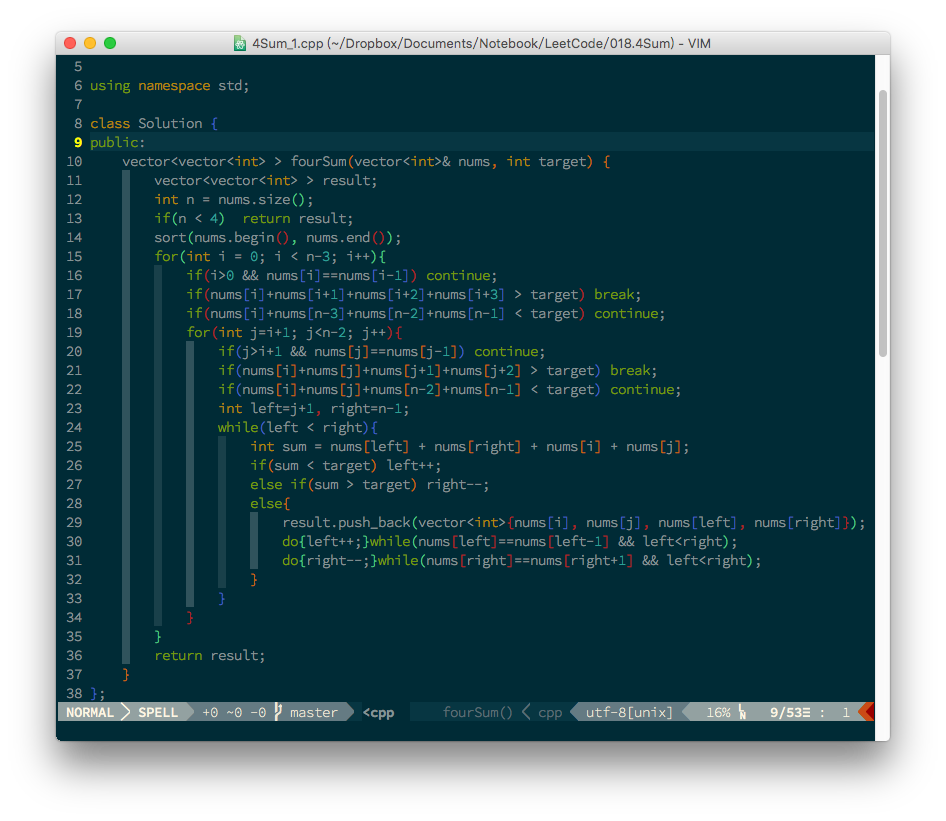 4Sum_1.cpp (~/Dropbox/Documents/Notebook/LeetCode/018.4Sum) - VIM
5
6 using namespace std;
7
8 class Solution {
9 public:
10     vector<vector<int> > fourSum(vector<int>& nums, int target) {
11         vector<vector<int> > result;
12         int n = nums.size();
13         if(n < 4)  return result;
14         sort(nums.begin(), nums.end());
15         for(int i = 0; i < n-3; i++){
16             if(i>0 && nums[i]==nums[i-1]) continue;
17             if(nums[i]+nums[i+1]+nums[i+2]+nums[i+3] > target) break;
18             if(nums[i]+nums[n-3]+nums[n-2]+nums[n-1] < target) continue;
19             for(int j=i+1; j<n-2; j++){
20                 if(j>i+1 && nums[j]==nums[j-1]) continue;
21                 if(nums[i]+nums[j]+nums[j+1]+nums[j+2] > target) break;
22                 if(nums[i]+nums[j]+nums[n-2]+nums[n-1] < target) continue;
23                 int left=j+1, right=n-1;
24                 while(left < right){
25                     int sum = nums[left] + nums[right] + nums[i] + nums[j];
26                     if(sum < target) left++;
27                     else if(sum > target) right--;
28                     else{
29                         result.push_back(vector<int>{nums[i], nums[j], nums[left], nums[right]});
30                         do{left++;}while(nums[left]==nums[left-1] && left<right);
31                         do{right--;}while(nums[right]==nums[right+1] && left<right);
32                     }
33                 }
34             }
35         }
36         return result;
37     }
38 };
NORMAL SPELL +0 ~0 -0 master <cpp fourSum() < cpp utf-8[unix] 16% 9/53≡ : 1